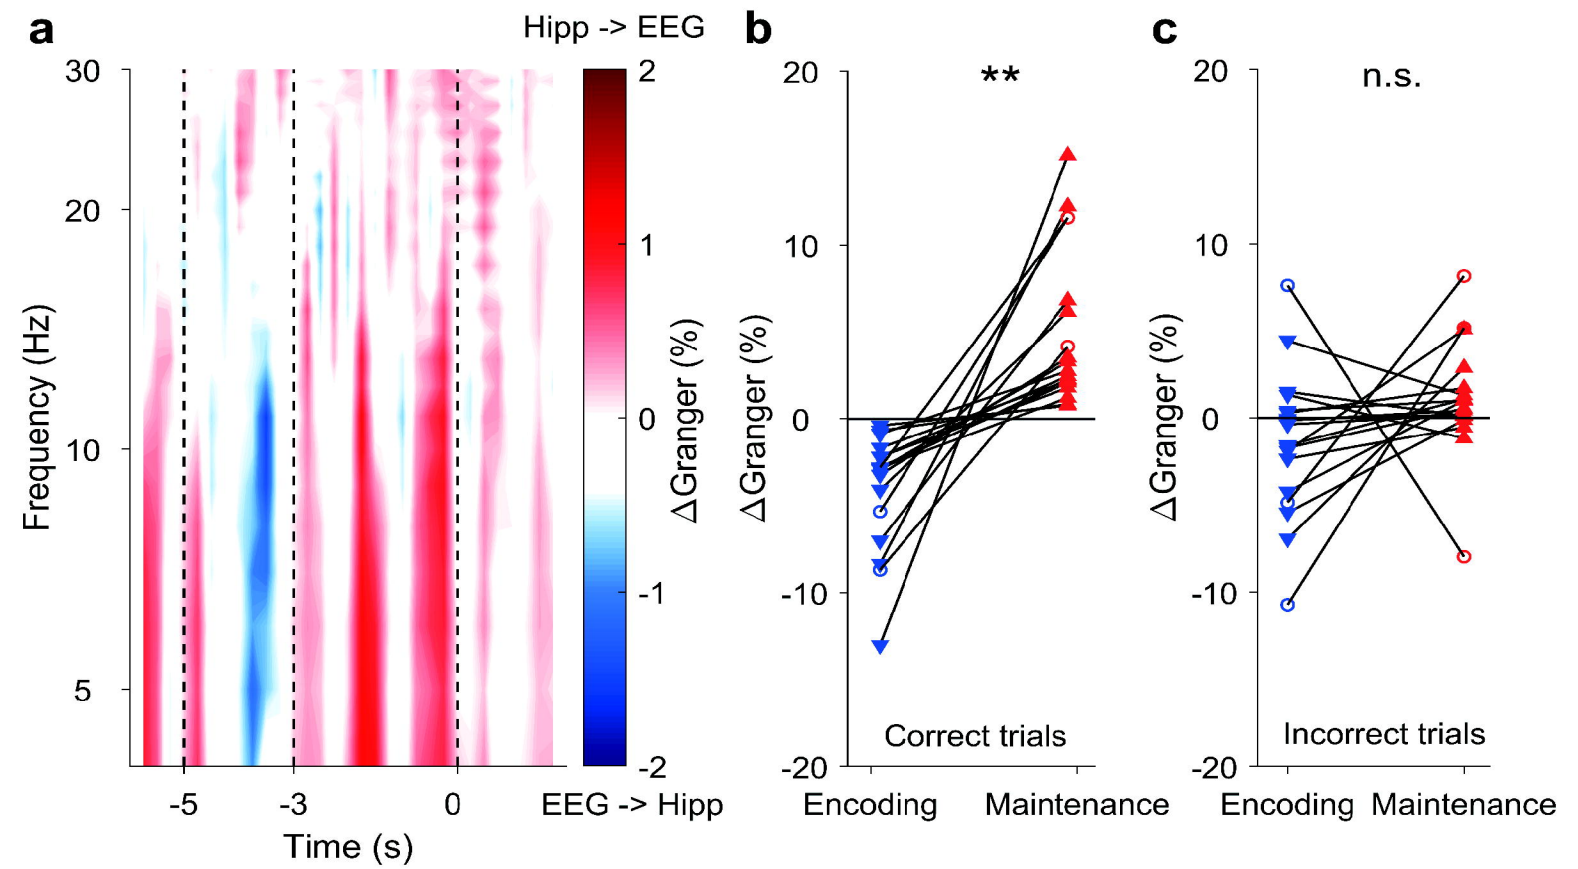 a
Hipp -> EEG
Frequency (Hz)
30
20
10
5
-5
-3
0
Time (s)
2
1
0
-1
-2
ΔGranger (%)
EEG -> Hipp
b
**
ΔGranger (%)
20
10
0
-10
-20
Correct trials
Encoding
Maintenance
c
n.s.
ΔGranger (%)
20
10
0
-10
-20
Incorrect trials
Encoding
Maintenance